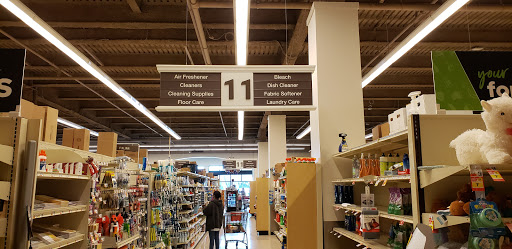 Air Freshener
Cleaners
Cleaning Supplies
Floor Care
11
Bleach
Dish Cleaner
Fabric Softener
Laundry Care
your